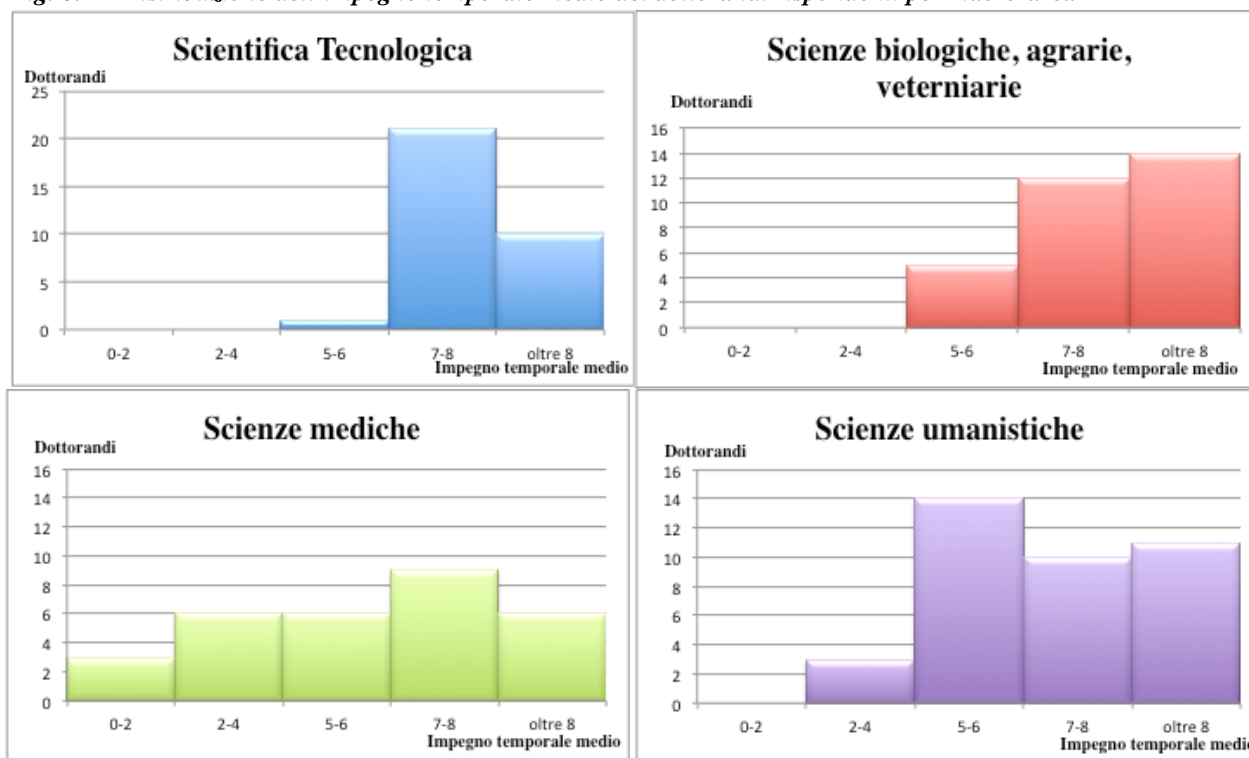 Scientifica Tecnologica
Dottorandi
25
20
15
10
5
0
0-2 2-4 5-6 7-8 oltre 8
Impegno temporale medio
Scienze biologiche, agrarie,
veterniarie
Dottorandi
16
14
12
10
8
6
4
2
0
0-2 2-4 5-6 7-8 oltre 8
Impegno temporale medio
Scienze mediche
Dottorandi
16
14
12
10
8
6
4
2
0
0-2 2-4 5-6 7-8 oltre 8
Impegno temporale medio
Scienze umanistiche
Dottorandi
16
14
12
10
8
6
4
2
0
0-2 2-4 5-6 7-8 oltre 8
Impegno temporale medio